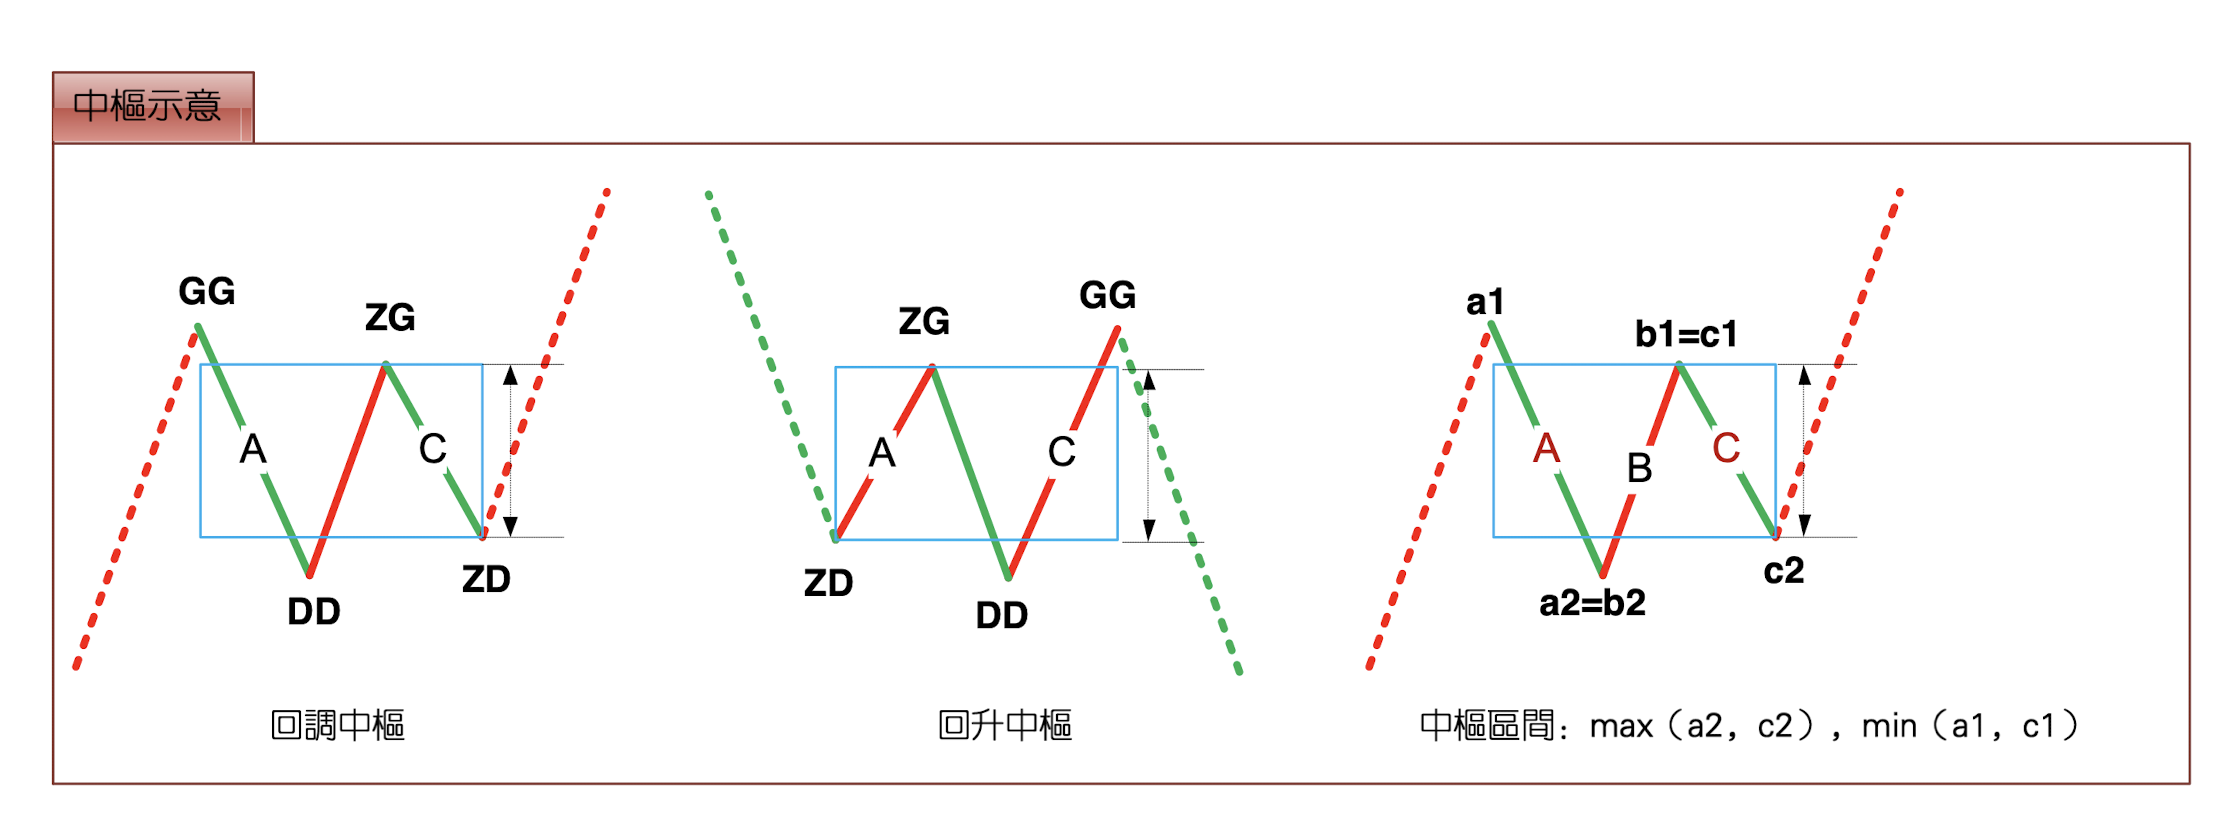 中樞示意
GG
ZG
A
C
DD
ZD
回調中樞
ZG
GG
A
C
ZD
DD
回升中樞
a1
b1=c1
A
B
C
a2=b2
c2
中樞區間：max（a2，c2），min（a1，c1）